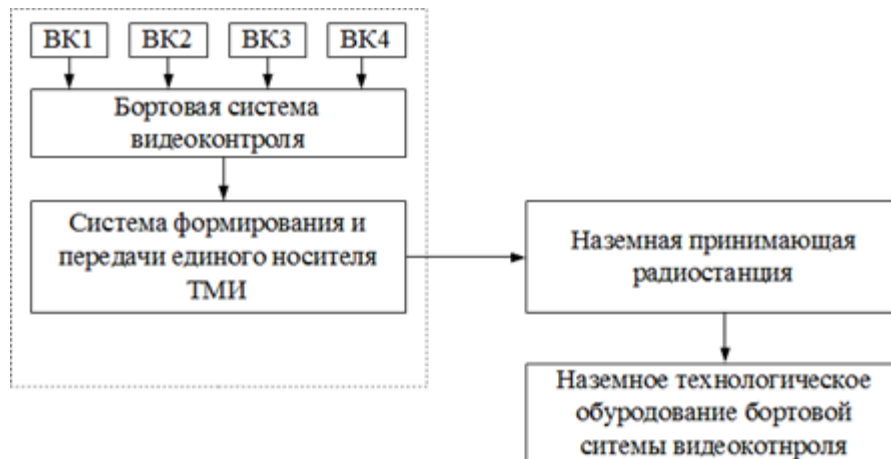 ВК1 ВК2 ВК3 ВК4
Бортовая система
видеоконтроля
Система формирования и
передачи единого носителя
ТМИ
Наземная принимающая
радиостанция
Наземное технологическое
обуродование бортовой
ситемы видеокотнроля